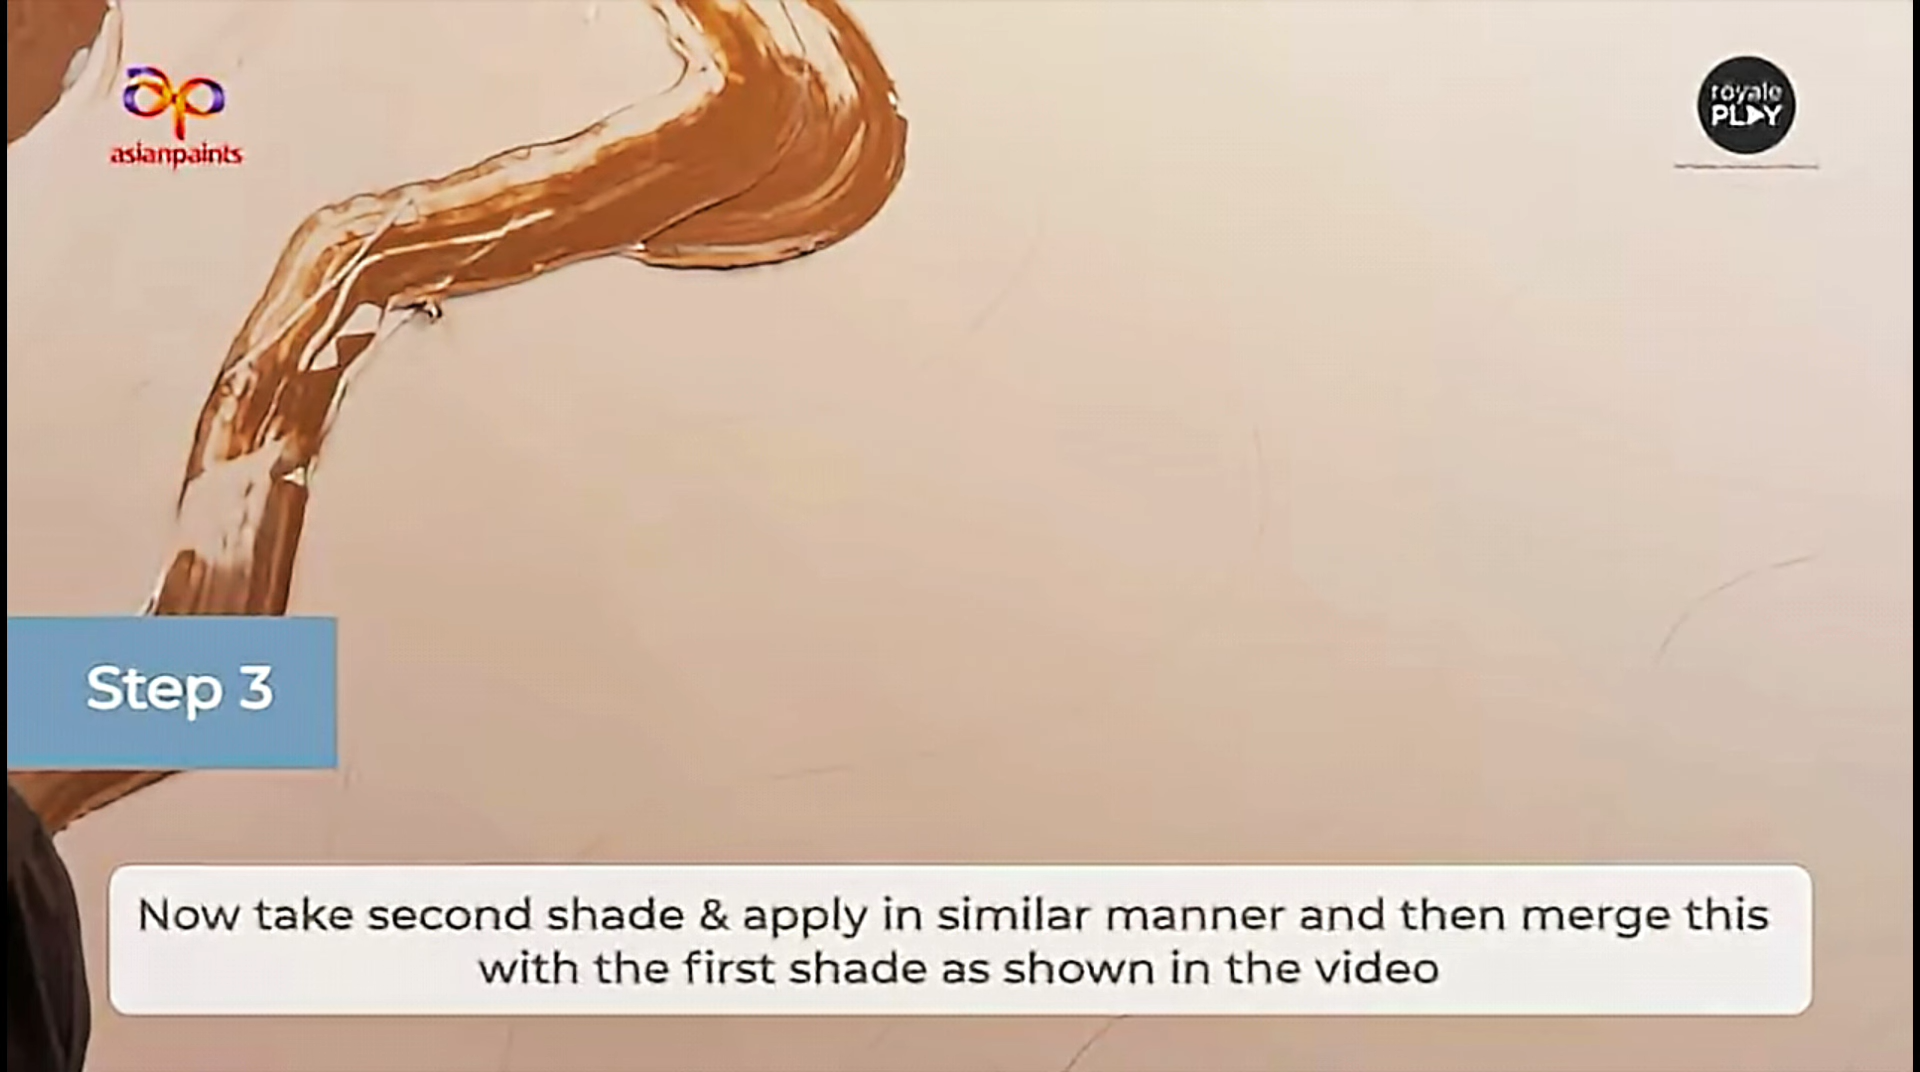 ap
asianpaints
royale
PLAY
Step 3
Now take second shade & apply in similar manner and then merge this
with the first shade as shown in the video